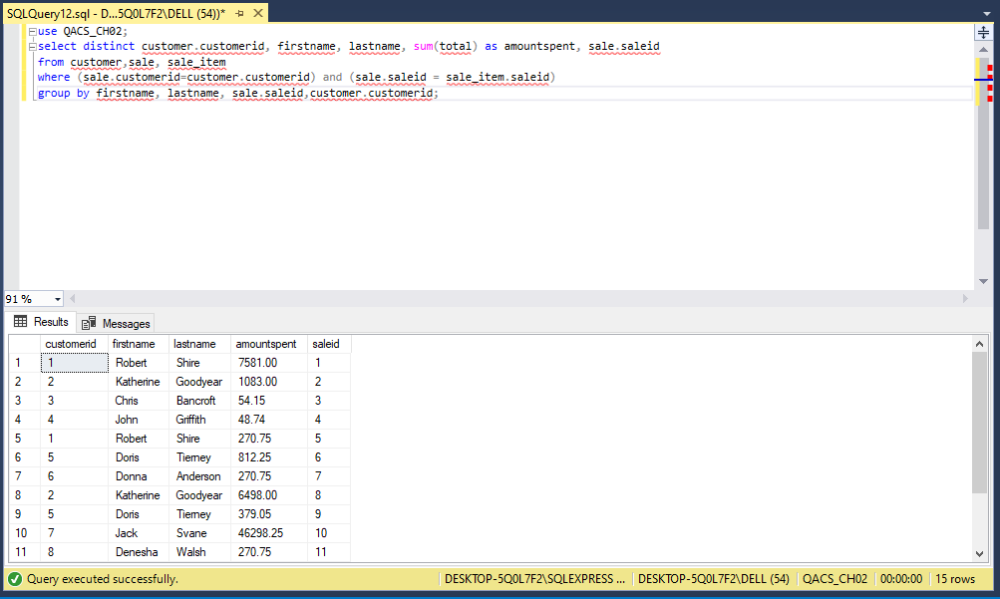 SQLQuery12.sql - D...5Q0L7F2\DELL (54))*
use QACS_CH02;
select distinct customer.customerid, firstname, lastname, sum(total) as amountspent, sale.saleid
from customer,sale, sale_item
where (sale.customerid=customer.customerid) and (sale.saleid = sale_item.saleid)
group by firstname, lastname, sale.saleid,customer.customerid;
91 %
Results Messages
customerid firstname lastname amountspent saleid
1 1 Robert Shire 7581.00 1
2 2 Katherine Goodyear 1083.00 2
3 3 Chris Bancroft 54.15 3
4 4 John Griffith 48.74 4
5 1 Robert Shire 270.75 5
6 5 Doris Tierney 812.25 6
7 6 Donna Anderson 270.75 7
8 2 Katherine Goodyear 6498.00 8
9 5 Doris Tierney 379.05 9
10 7 Jack Svane 46298.25 10
11 8 Denesha Walsh 270.75 11
Query executed successfully. DESKTOP-5Q0L7F2\SQLEXPRESS ... DESKTOP-5Q0L7F2\DELL (54) QACS_CH02 00:00:00 15 rows